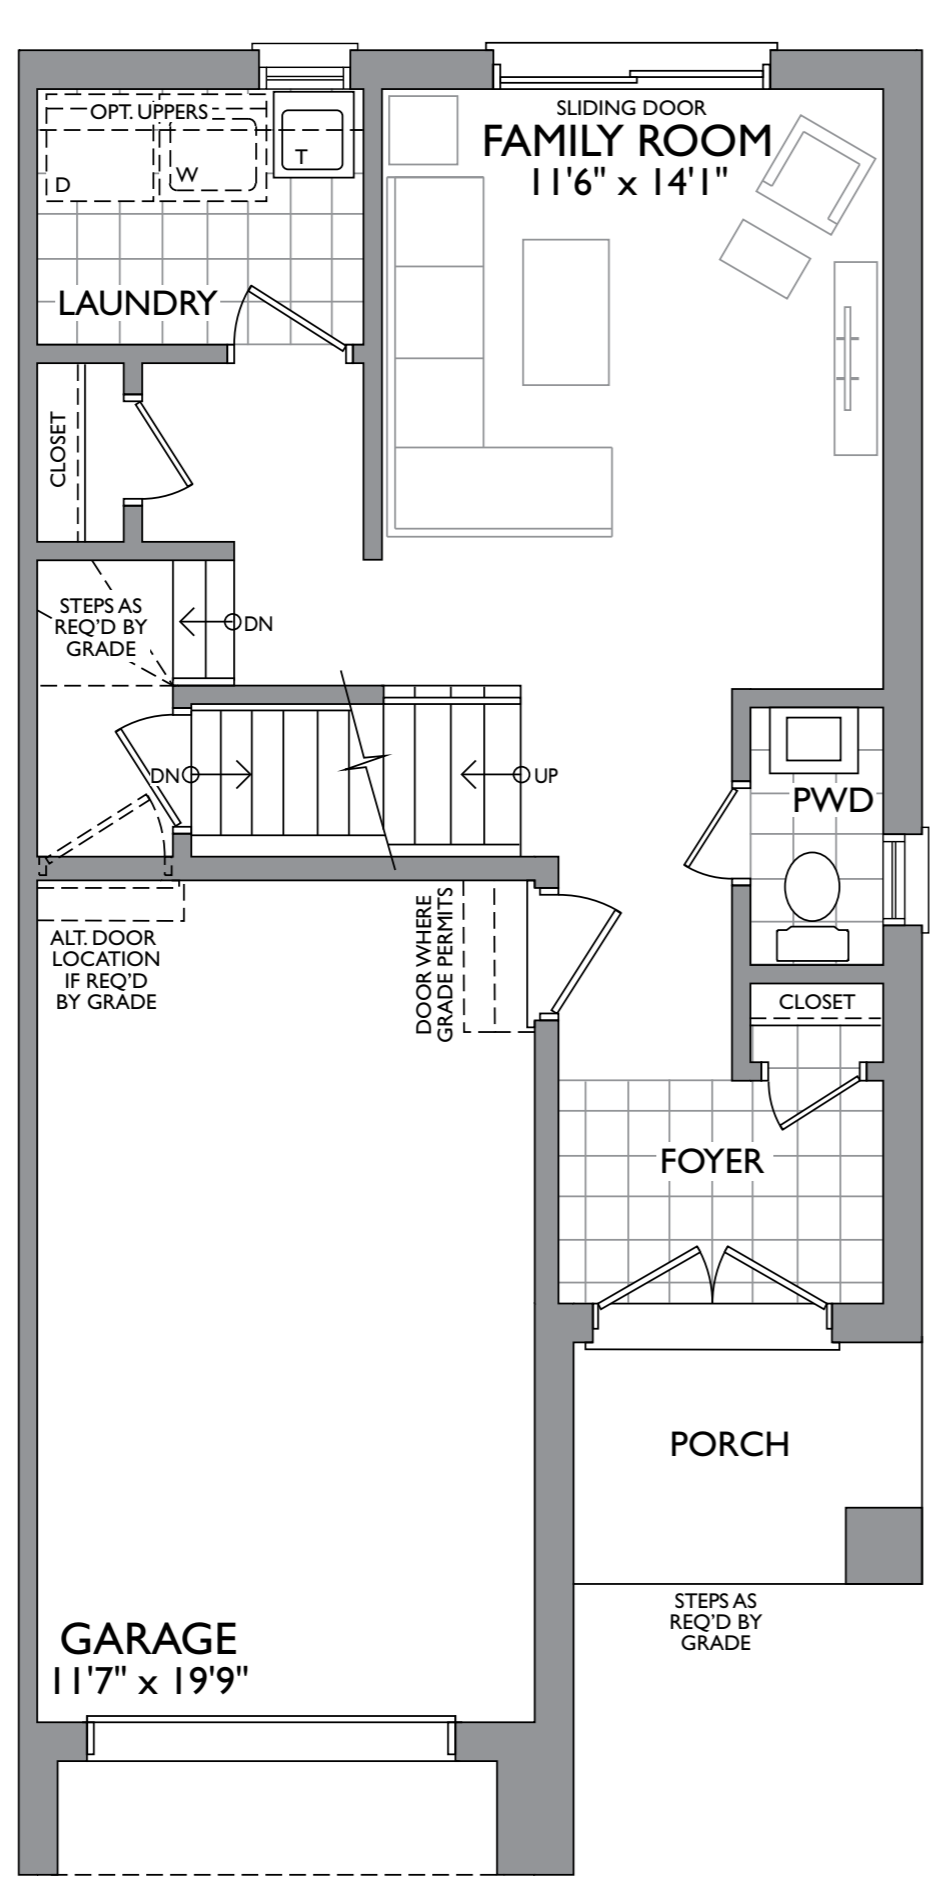 SLIDING DOOR
FAMILY ROOM
11'6" x 14'1"
OPT. UPPERS
D
W
T
LAUNDRY
CLOSET
STEPS AS
REQ'D BY
GRADE
DN
DN
UP
PWD
ALT. DOOR
LOCATION
IF REQ'D
BY GRADE
DOOR WHERE
GRADE PERMITS
CLOSET
FOYER
PORCH
STEPS AS
REQ'D BY
GRADE
GARAGE
11'7" x 19'9"